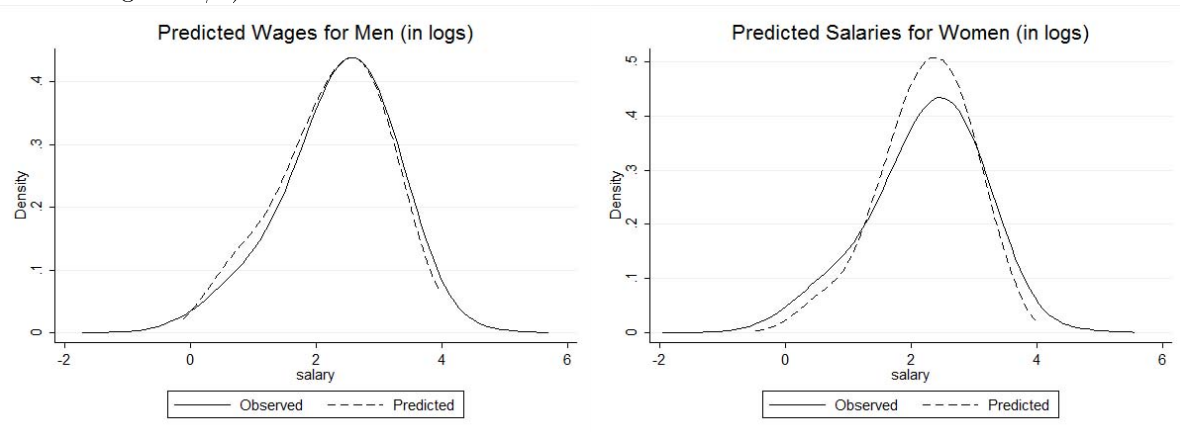 Predicted Wages for Men (in logs)
Density
0 .1 .2 .3 .4
-2 0 2 4 6
salary
Observed Predicted
Predicted Salaries for Women (in logs)
Density
0 .1 .2 .3 .4 .5
-2 0 2 4 6
salary
Observed Predicted